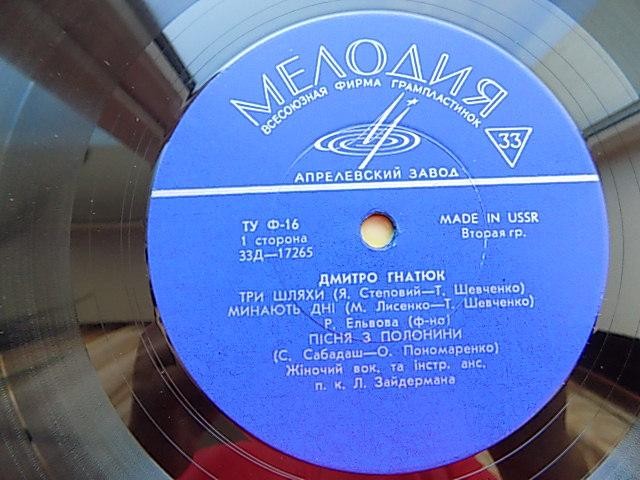 МЕЛОДИЯ
ВСЕСОЮЗНАЯ ФИРМА ГРАМПЛАСТИНОК
33
АПРЕЛЕВСКИЙ ЗАВОД
ТУ Ф-16
1 сторона
33Д—17265
MADE IN USSR
Вторая гр.
ДМИТРО ГНАТЮК
ТРИ ШЛЯХИ (Я. Степовий—Т. Шевченко)
МИНАЮТЬ ДНІ (М. Лисенко—Т. Шевченко)
Р. Ельвова (ф-но)
ПІСНЯ З ПОЛОНИНИ
(С. Сабадаш—О. Пономаренко)
Жіночий вок. та інстр. анс.
п. к. Л. Зайдермана